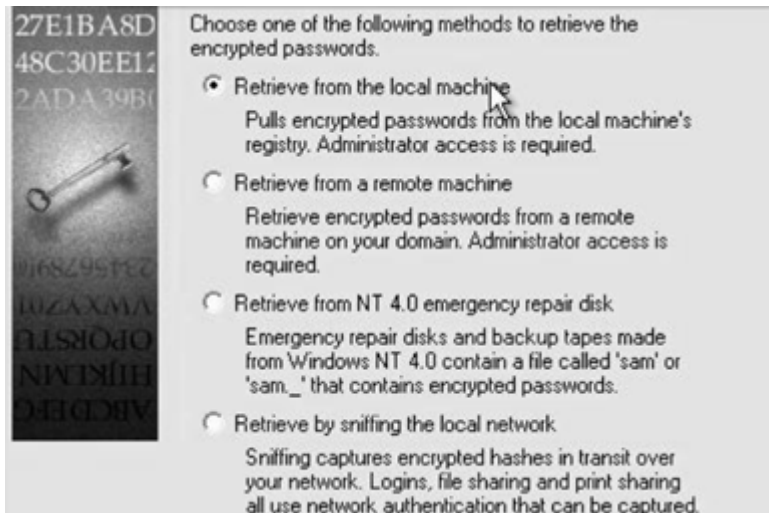 27E1BA8D
48C30EE12
2ADA39B(
Choose one of the following methods to retrieve the
encrypted passwords.
Retrieve from the local machine
Pulls encrypted passwords from the local machine's
registry. Administrator access is required.
Retrieve from a remote machine
Retrieve encrypted passwords from a remote
machine on your domain. Administrator access is
required.
Retrieve from NT 4.0 emergency repair disk
Emergency repair disks and backup tapes made
from Windows NT 4.0 contain a file called 'sam' or
'sam._' that contains encrypted passwords.
Retrieve by sniffing the local network
Sniffing captures encrypted hashes in transit over
your network. Logins, file sharing and print sharing
all use network authentication that can be captured.